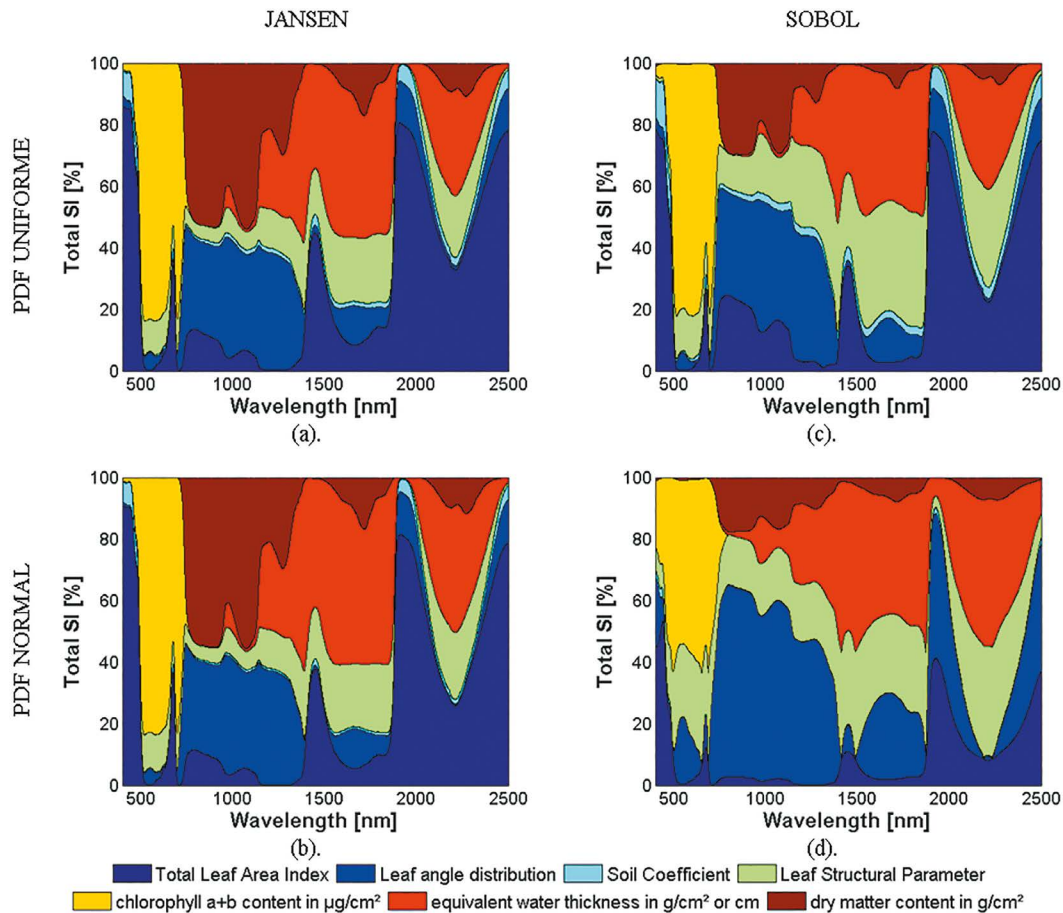 JANSEN
SOBOL
PDF UNIFORME
Total SI [%]
100
80
60
40
20
0
500 1000 1500 2000 2500
Wavelength [nm]
(a).
Total SI [%]
100
80
60
40
20
0
500 1000 1500 2000 2500
Wavelength [nm]
(c).
PDF NORMAL
Total SI [%]
100
80
60
40
20
0
500 1000 1500 2000 2500
Wavelength [nm]
(b).
Total SI [%]
100
80
60
40
20
0
500 1000 1500 2000 2500
Wavelength [nm]
(d).
Total Leaf Area Index Leaf angle distribution Soil Coefficient Leaf Structural Parameter
chlorophyll a+b content in µg/cm² equivalent water thickness in g/cm² or cm dry matter content in g/cm²